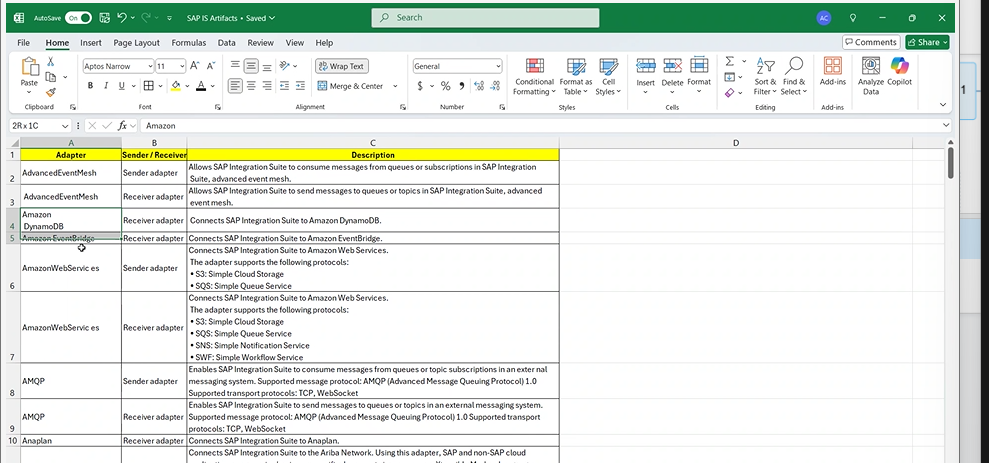 AutoSave On SAP IS Artifacts • Saved Search AC
File Home Insert Page Layout Formulas Data Review View Help Comments Share
Paste Aptos Narrow 11 A A Wrap Text General Conditional Formatting Format as Table Cell Styles Insert Delete Format Sort & Filter Find & Select Add-ins Analyze Data Copilot
B I U A Merge & Center $ % 9
Clipboard Font Alignment Number Styles Cells Editing Add-ins
2R x 1C fx Amazon
A B C D
1 Adapter Sender / Receiver Description
2 AdvancedEventMesh Sender adapter Allows SAP Integration Suite to consume messages from queues or subscriptions in SAP Integration
Suite, advanced event mesh.
3 AdvancedEventMesh Receiver adapter Allows SAP Integration Suite to send messages to queues or topics in SAP Integration Suite, advanced
event mesh.
4 Amazon
DynamoDB Receiver adapter Connects SAP Integration Suite to Amazon DynamoDB.
5 Amazon EventBridge Receiver adapter Connects SAP Integration Suite to Amazon EventBridge.
6 AmazonWebServic es Sender adapter Connects SAP Integration Suite to Amazon Web Services.
The adapter supports the following protocols:
• S3: Simple Cloud Storage
• SQS: Simple Queue Service
7 AmazonWebServic es Receiver adapter Connects SAP Integration Suite to Amazon Web Services.
The adapter supports the following protocols:
• S3: Simple Cloud Storage
• SQS: Simple Queue Service
• SNS: Simple Notification Service
• SWF: Simple Workflow Service
8 AMQP Sender adapter Enables SAP Integration Suite to consume messages from queues or topic subscriptions in an exter nal
messaging system. Supported message protocol: AMQP (Advanced Message Queuing Protocol) 1.0
Supported transport protocols: TCP, WebSocket
9 AMQP Receiver adapter Enables SAP Integration Suite to send messages to queues or topics in an external messaging system.
Supported message protocol: AMQP (Advanced Message Queuing Protocol) 1.0 Supported transport
protocols: TCP, WebSocket
10 Anaplan Receiver adapter Connects SAP Integration Suite to Anaplan.
Connects SAP Integration Suite to the Ariba Network. Using this adapter, SAP and non-SAP cloud
1